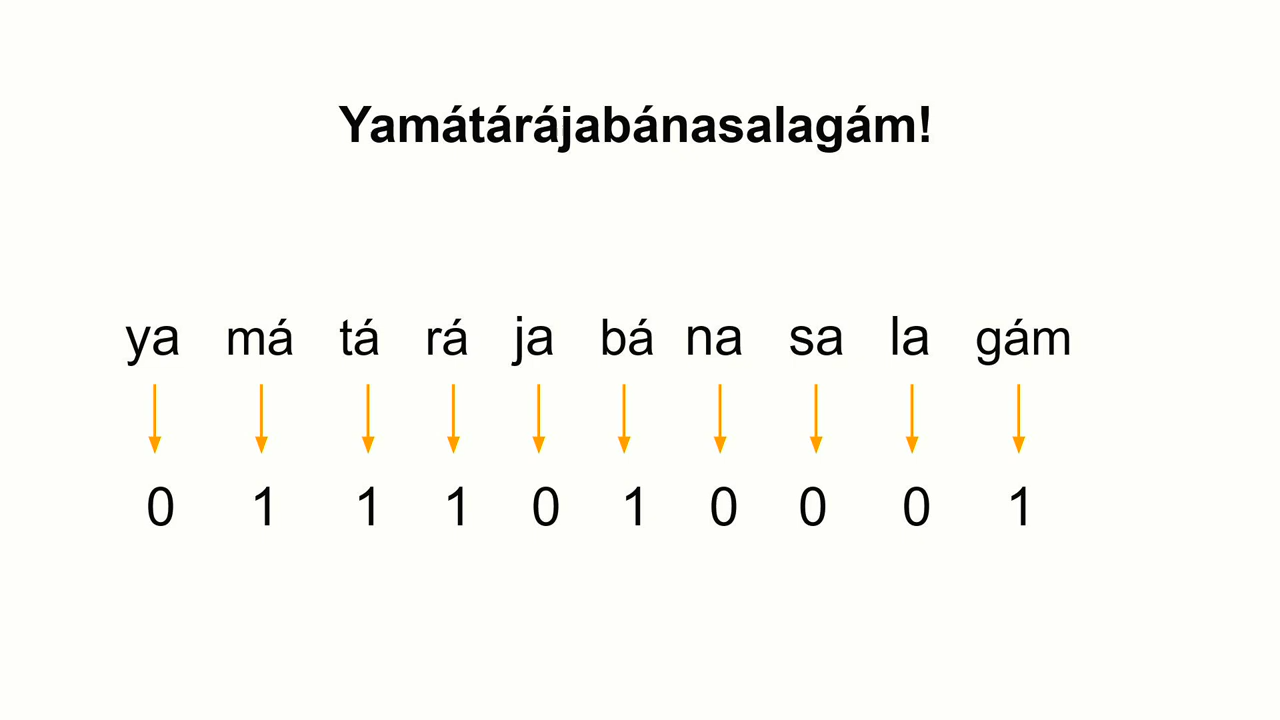 Yamátárájabánasalagám!
ya má tá rá ja bá na sa la gám
0 1 1 1 0 1 0 0 0 1